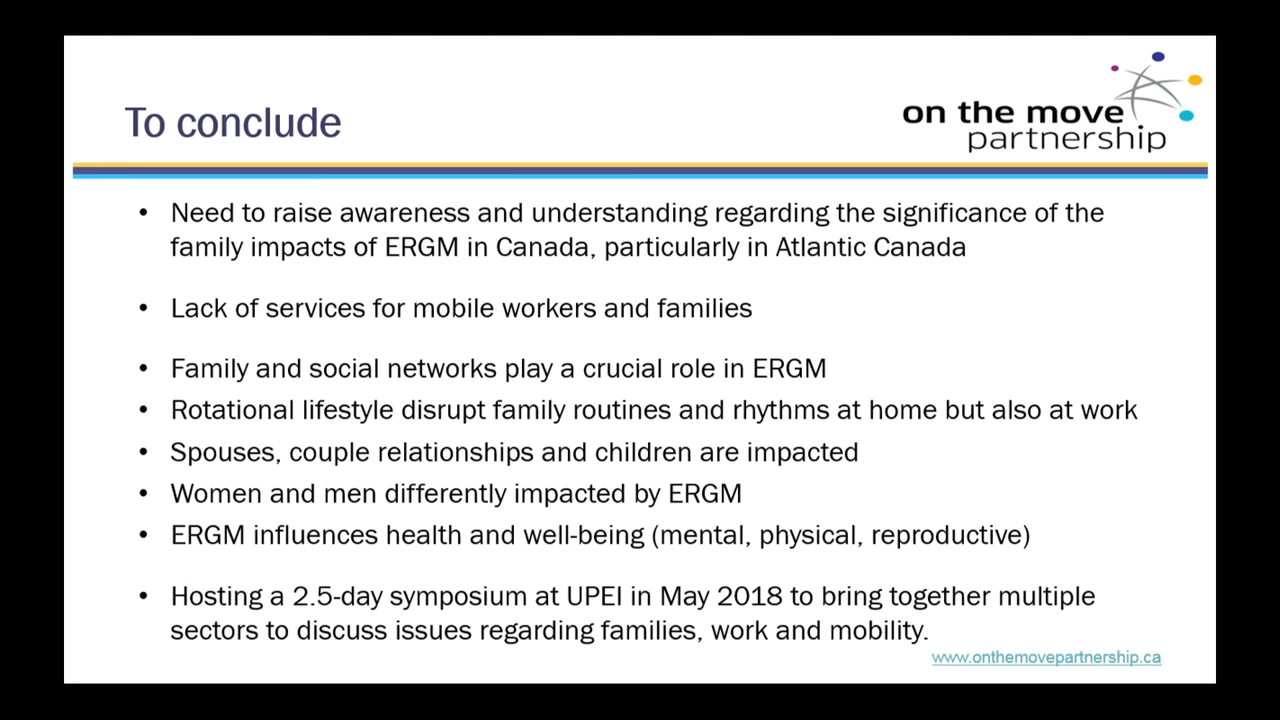 To conclude
on the move
partnership
• Need to raise awareness and understanding regarding the significance of the
family impacts of ERGM in Canada, particularly in Atlantic Canada
• Lack of services for mobile workers and families
• Family and social networks play a crucial role in ERGM
• Rotational lifestyle disrupt family routines and rhythms at home but also at work
• Spouses, couple relationships and children are impacted
• Women and men differently impacted by ERGM
• ERGM influences health and well-being (mental, physical, reproductive)
• Hosting a 2.5-day symposium at UPEI in May 2018 to bring together multiple
sectors to discuss issues regarding families, work and mobility.
www.onthemovepartnership.ca